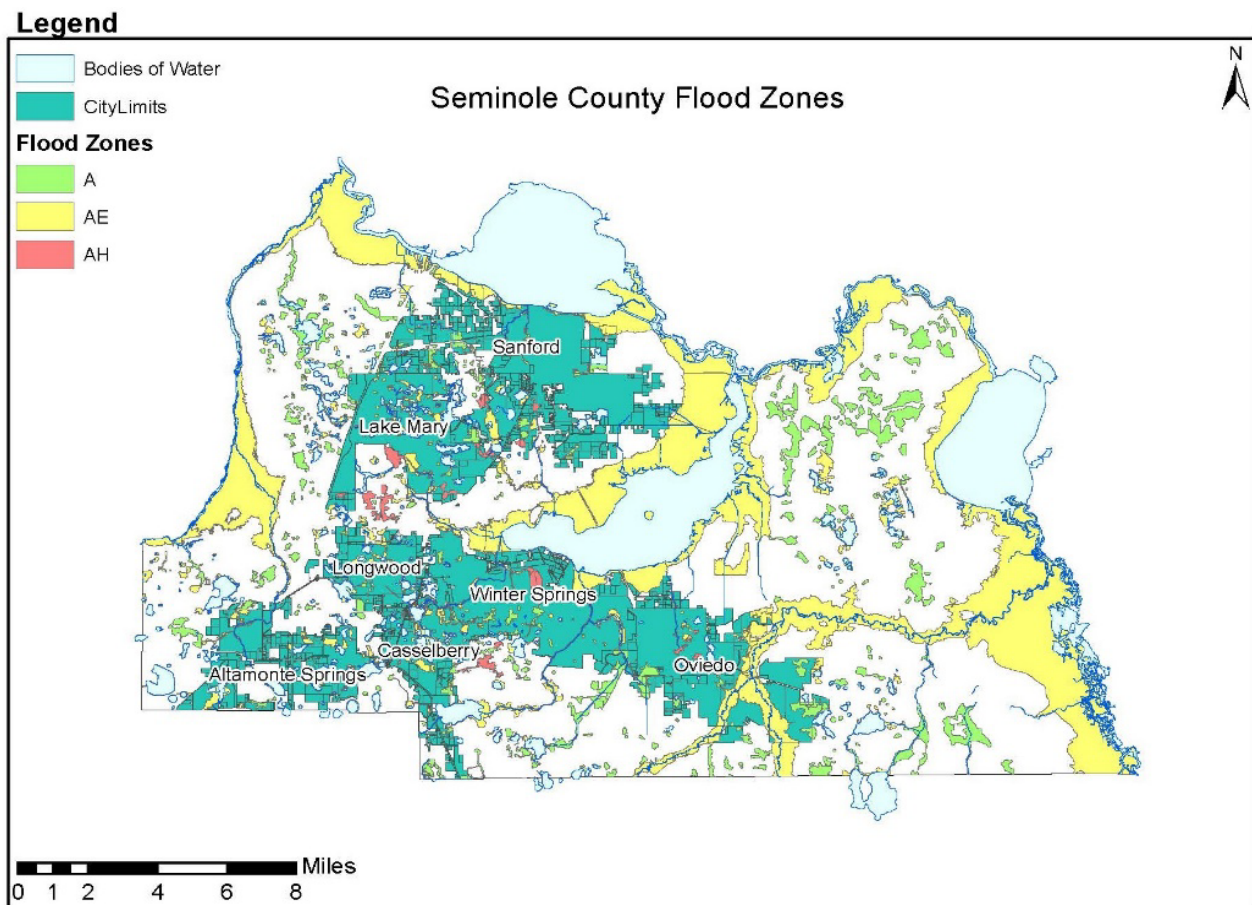 Legend
Bodies of Water
CityLimits
Flood Zones
A
AE
AH
Seminole County Flood Zones
N
Sanford
Lake Mary
Longwood
Winter Springs
Casselberry
Altamonte Springs
Oviedo
Miles
0 1 2 4 6 8